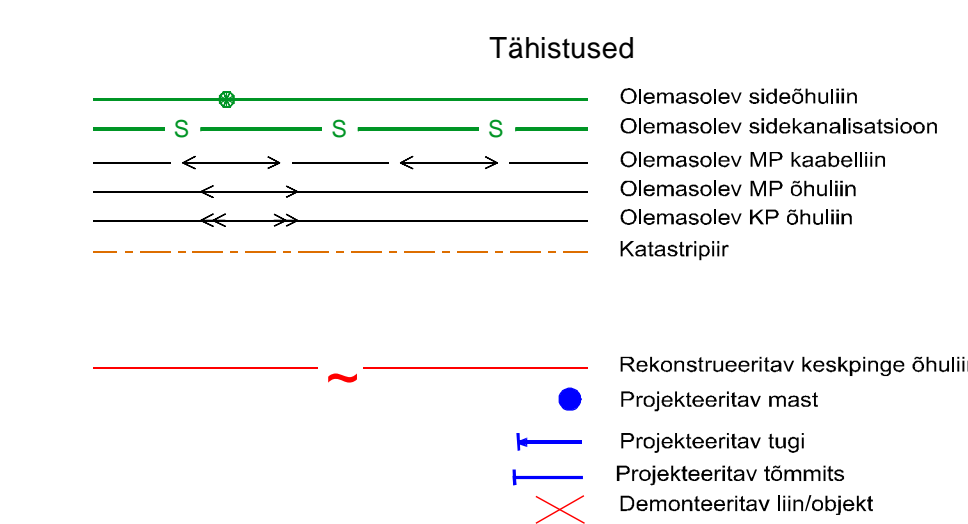 Tähistused
Olemasolev sideõhuliin
S S S Olemasolev sidekanalisatsioon
Olemasolev MP kaabelliin
Olemasolev MP õhuliin
Olemasolev KP õhuliin
Katastripiir
~ Rekonstrueeritav keskpinge õhuliin
Projekteeritav mast
Projekteeritav tugi
Projekteeritav tõmmits
Demonteeritav liin/objekt